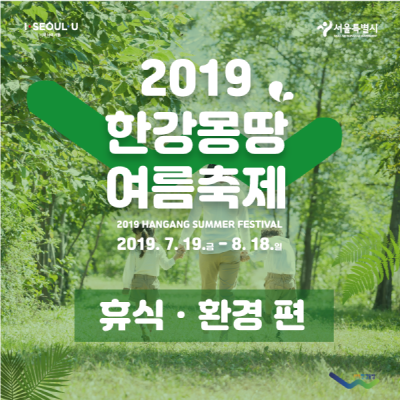 I·SEOUL·U
서울특별시
2019
한강몽땅
여름축제
2019 HANGANG SUMMER FESTIVAL
2019. 7. 19.금 - 8. 18.일
휴식 · 환경 편